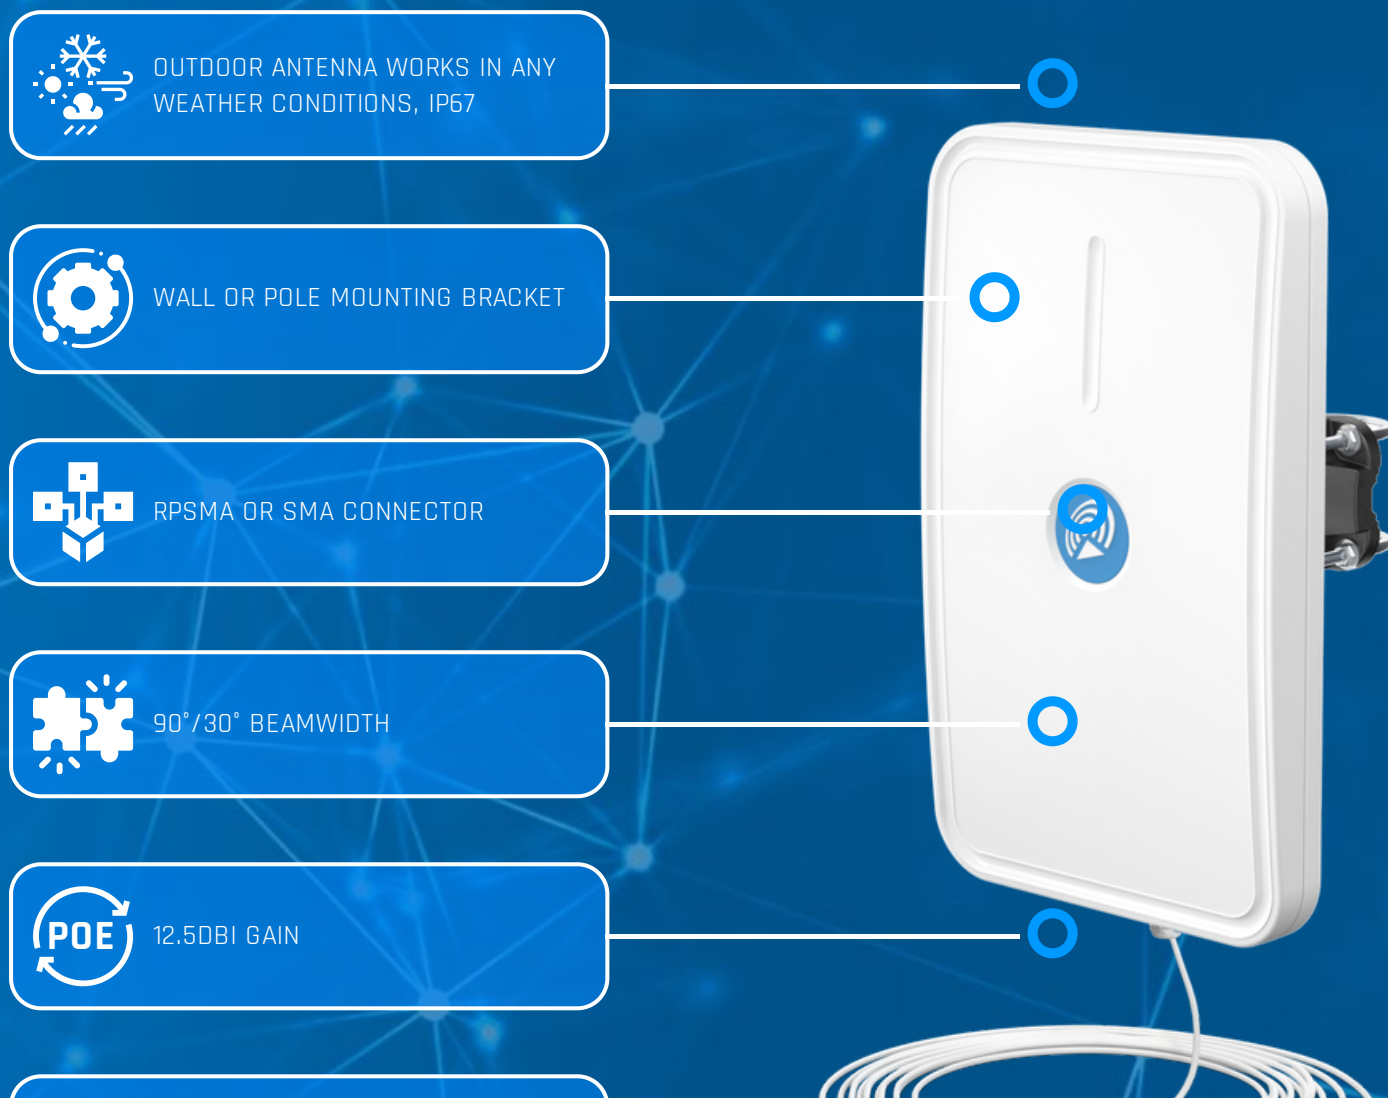 OUTDOOR ANTENNA WORKS IN ANY
WEATHER CONDITIONS, IP67
WALL OR POLE MOUNTING BRACKET
RPSMA OR SMA CONNECTOR
90°/30° BEAMWIDTH
POE
12.5DBI GAIN